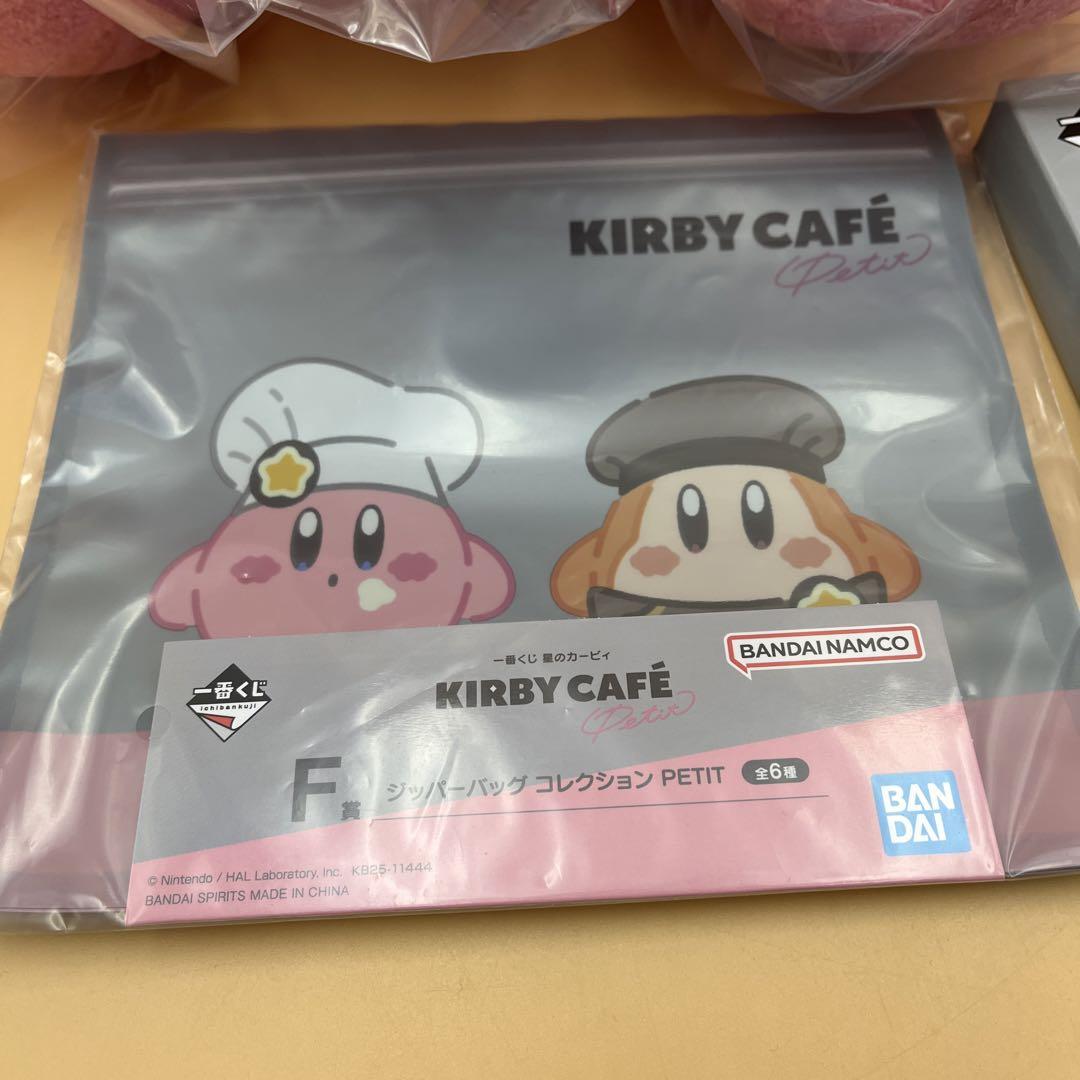 KIRBY CAFÉ
Petit
一番くじ 星のカービィ
KIRBY CAFÉ
Petit
BANDAI NAMCO
一番くじ
ichibankuji
F賞 ジッパーバッグ コレクション PETIT 全6種
BAN
DAI
© Nintendo / HAL Laboratory, Inc. KB25-11444
BANDAI SPIRITS MADE IN CHINA